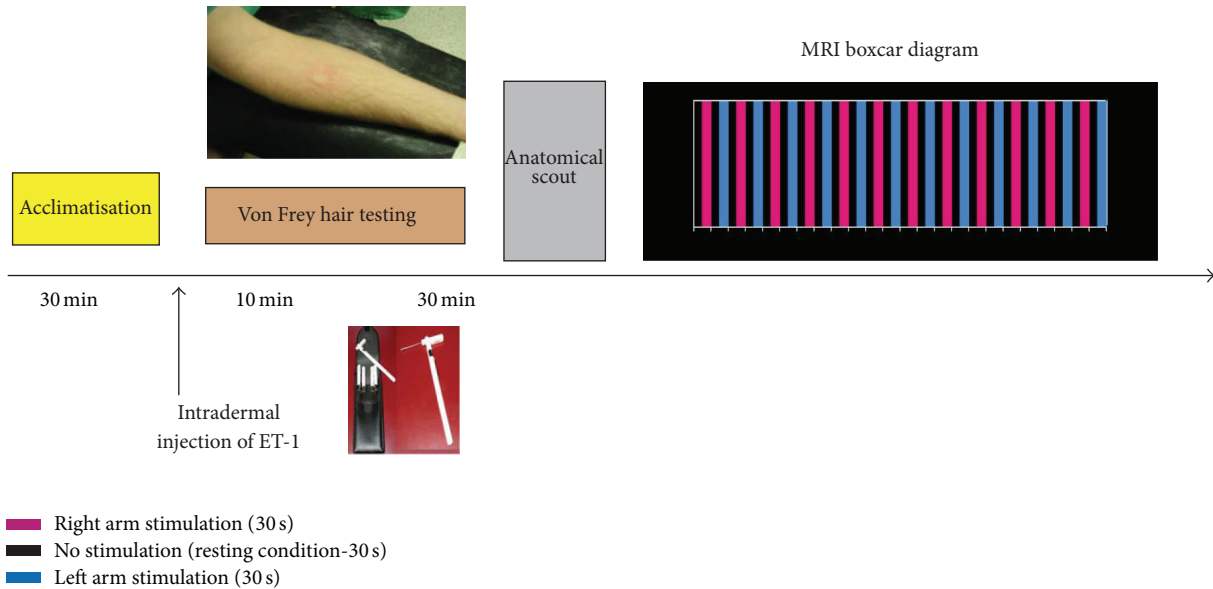 MRI boxcar diagram
Anatomical
scout
Acclimatisation
Von Frey hair testing
30 min
10 min
30 min
Intradermal
injection of ET-1
Right arm stimulation (30 s)
No stimulation (resting condition-30 s)
Left arm stimulation (30 s)